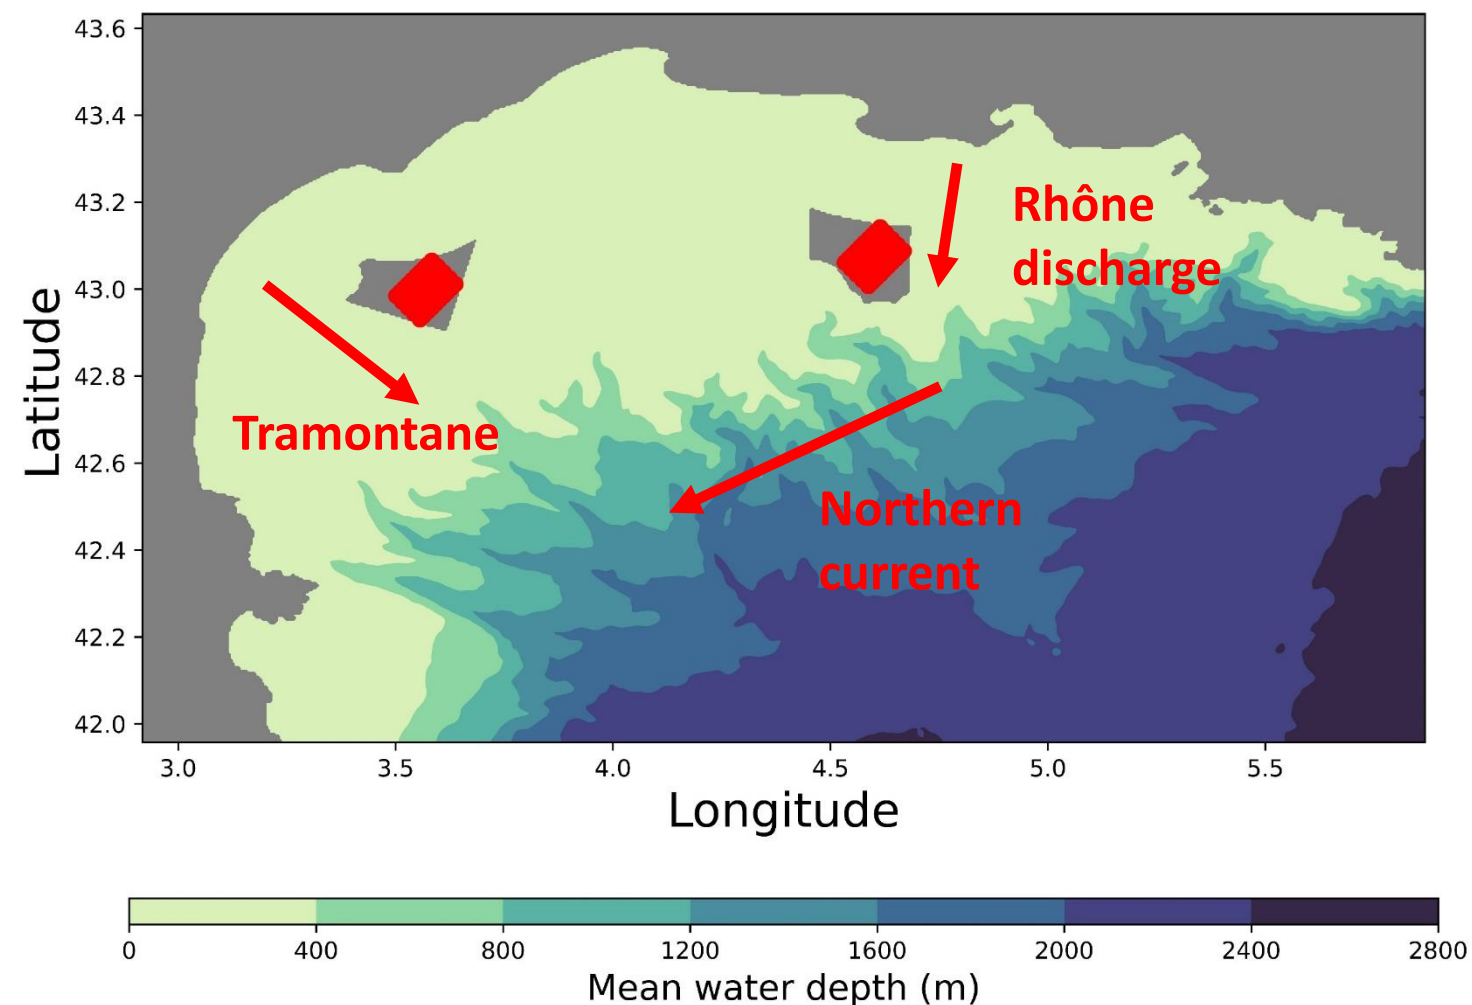 43.6
43.4
43.2
43.0
42.8
42.6
42.4
42.2
42.0
Latitude
Rhône
discharge
Tramontane
Northern
current
3.0 3.5 4.0 4.5 5.0 5.5
Longitude
0 400 800 1200 1600 2000 2400 2800
Mean water depth (m)